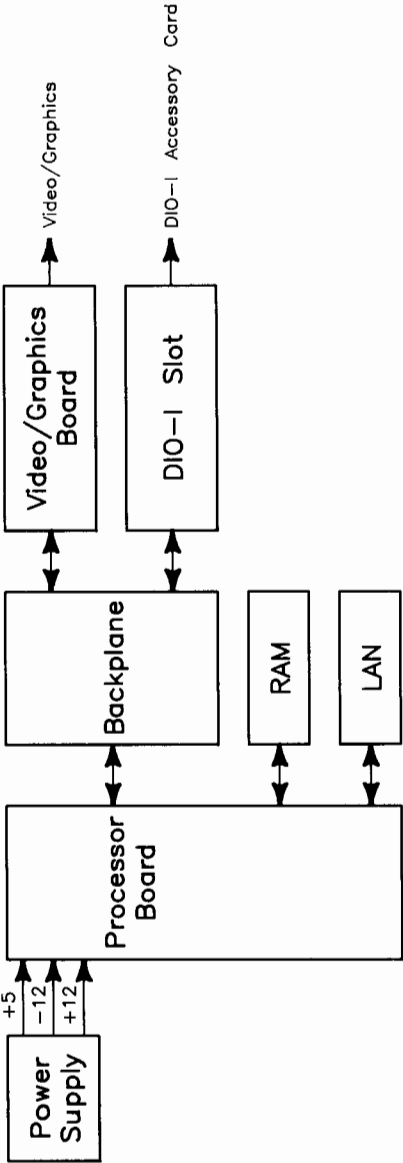 Power
Supply
+5
-12
+12
Processor
Board
Backplane
RAM
LAN
Video/Graphics
Board
DIO-I Slot
Video/Graphics
DIO-I Accessory Card